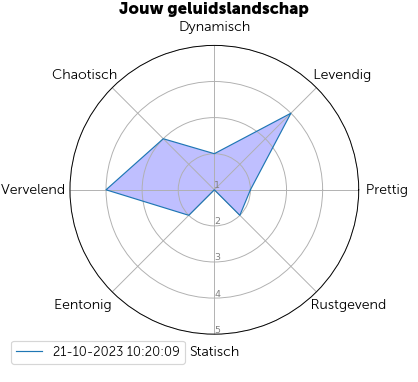 Jouw geluidslandschap
Dynamisch
Chaotisch
Levendig
Vervelend
1
Prettig
2
3
4
Eentonig
Rustgevend
5
21-10-2023 10:20:09
Statisch